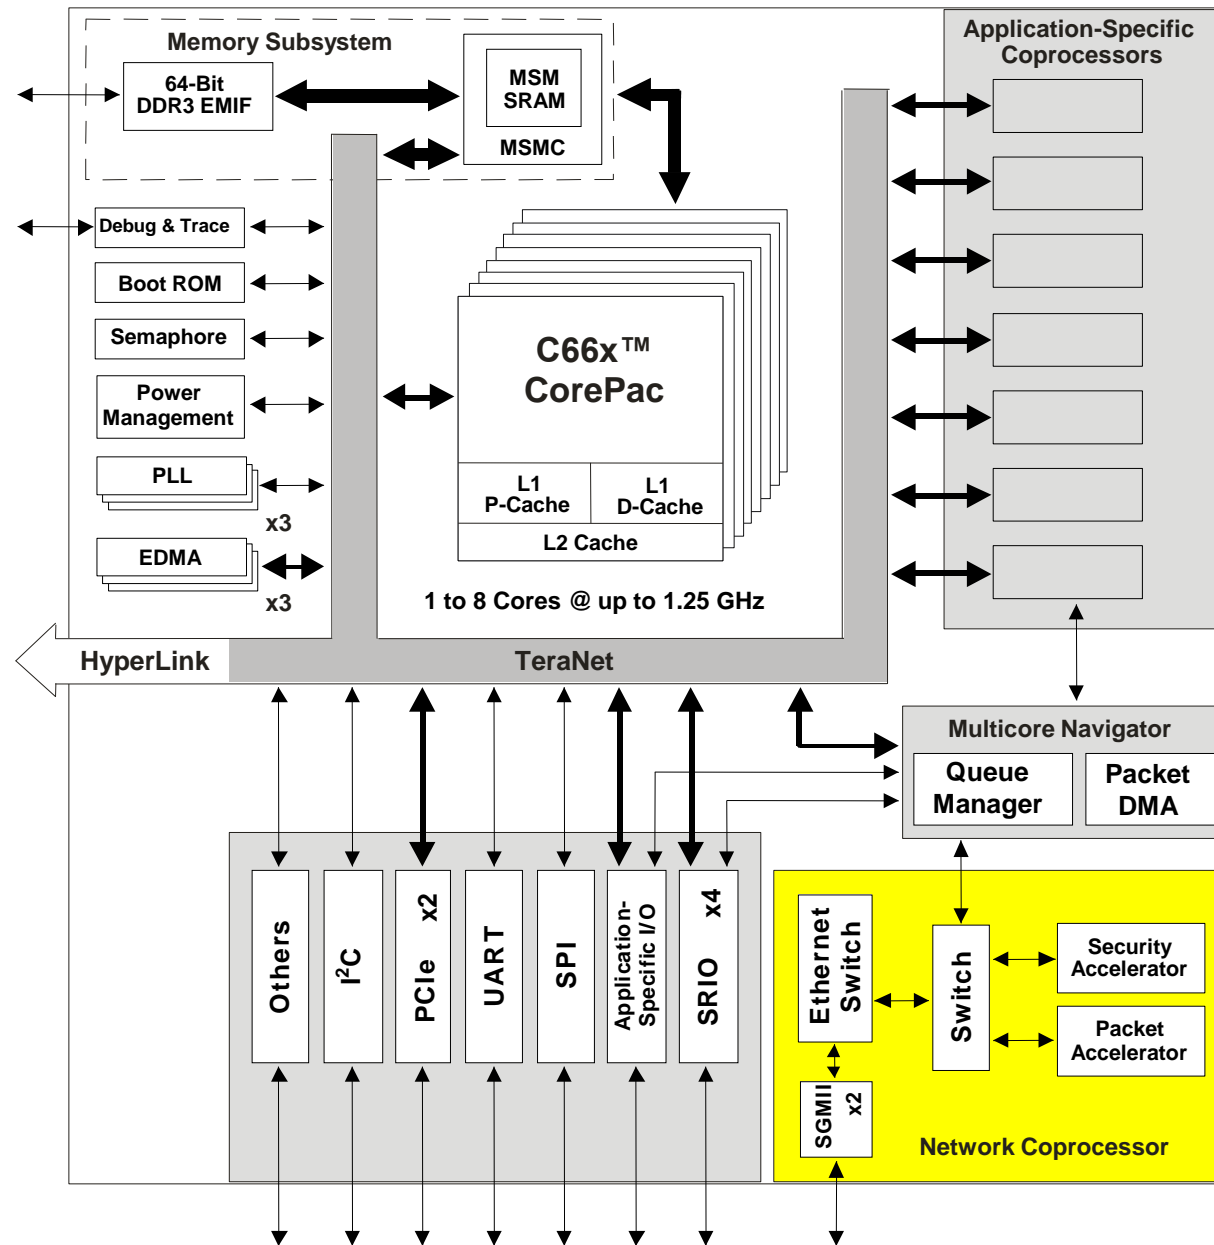 Memory Subsystem
64-Bit
DDR3 EMIF
MSM
SRAM
MSMC
Application-Specific
Coprocessors
Debug & Trace
Boot ROM
Semaphore
Power
Management
PLL
x3
EDMA
x3
C66x™
CorePac
L1
P-Cache
L1
D-Cache
L2 Cache
1 to 8 Cores @ up to 1.25 GHz
HyperLink
TeraNet
Multicore Navigator
Queue
Manager
Packet
DMA
Others
I²C
PCIe x2
UART
SPI
Application-
Specific I/O
SRIO x4
Ethernet
Switch
Switch
Security
Accelerator
Packet
Accelerator
SGMII
x2
Network Coprocessor